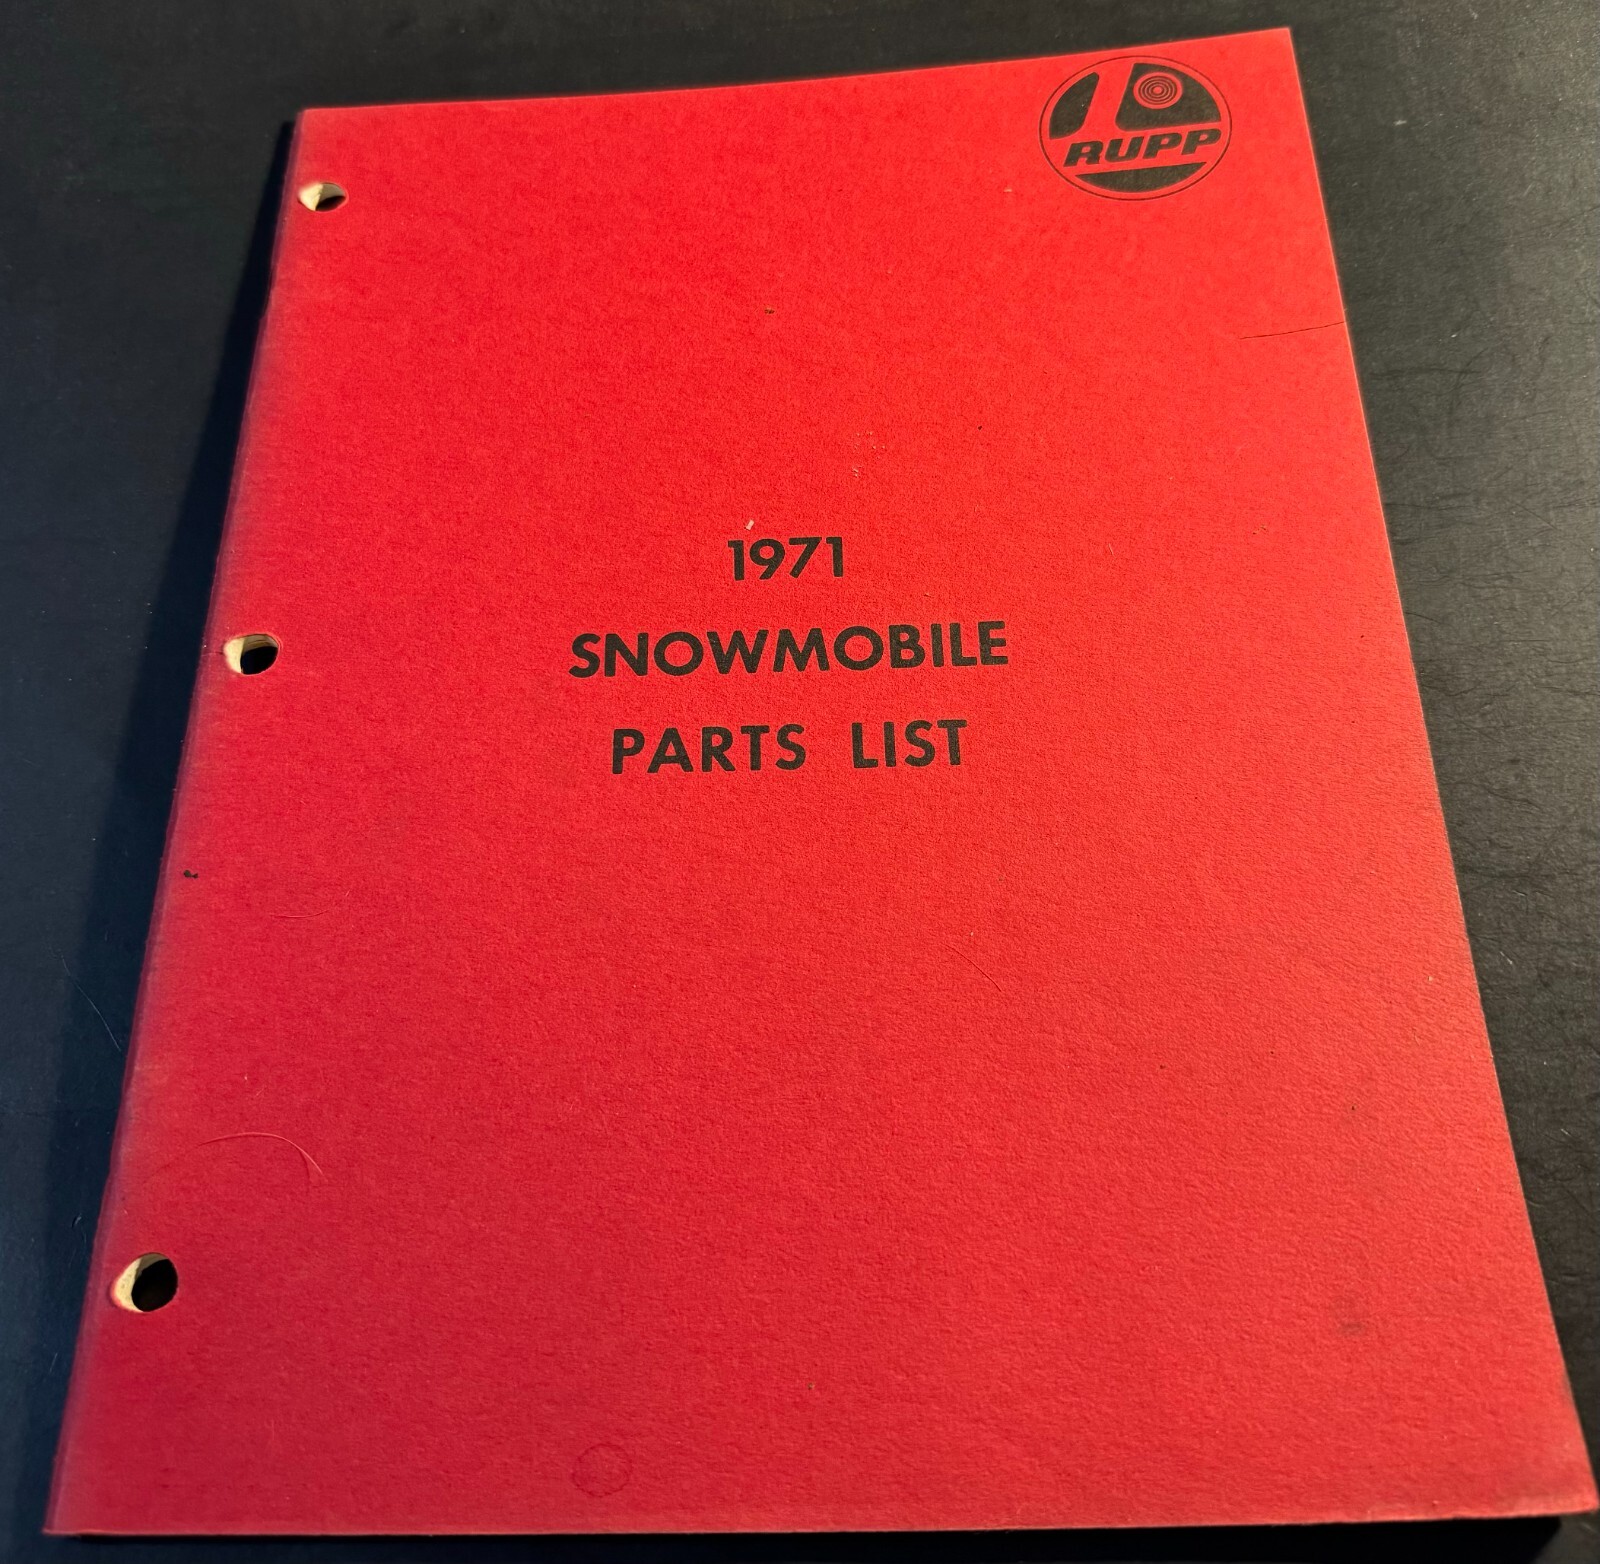 RUPP
1971
SNOWMOBILE
PARTS LIST